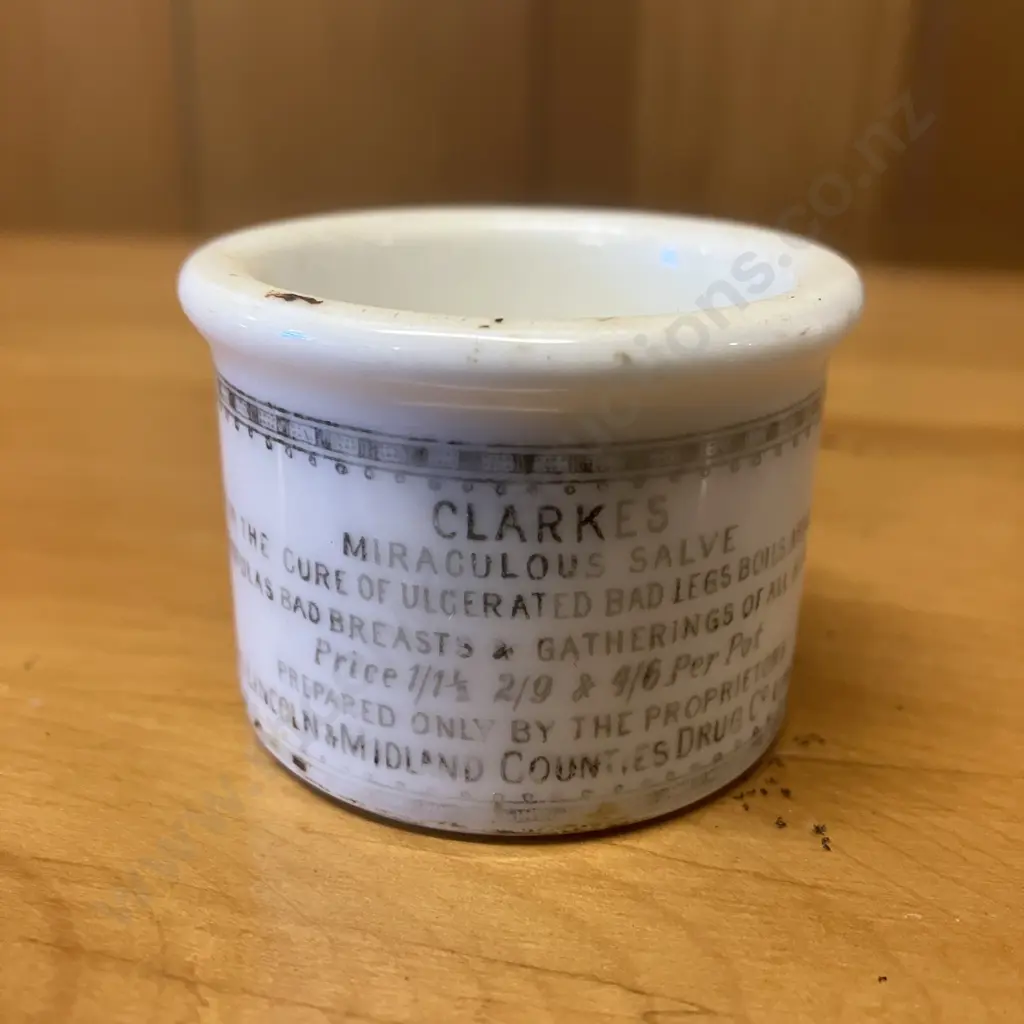 CLARKES
MIRACULOUS SALVE
THE CURE OF ULCERATED BAD LEGS BOILS
BAD BREASTS & GATHERINGS OF ALL
Price 1/1½ 2/9 & 4/6 Per Pot
PREPARED ONLY BY THE PROPRIETORS
LINCOLN & MIDLAND COUNTIES DRUG Co